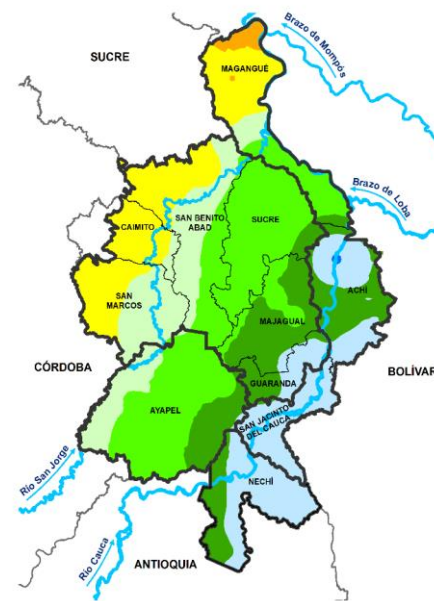 Brazo de Mompós
SUCRE
MAGANGUÉ
Brazo de Loba
SAN BENITO
ABAD
SUCRE
CAIMITO
ACHÍ
SAN
MARCOS
MAJAGUAL
CÓRDOBA
BOLÍVAR
GUARANDA
AYAPEL
SAN JACINTO
DEL CAUCA
Río San Jorge
NECHÍ
Río Cauca
ANTIOQUIA